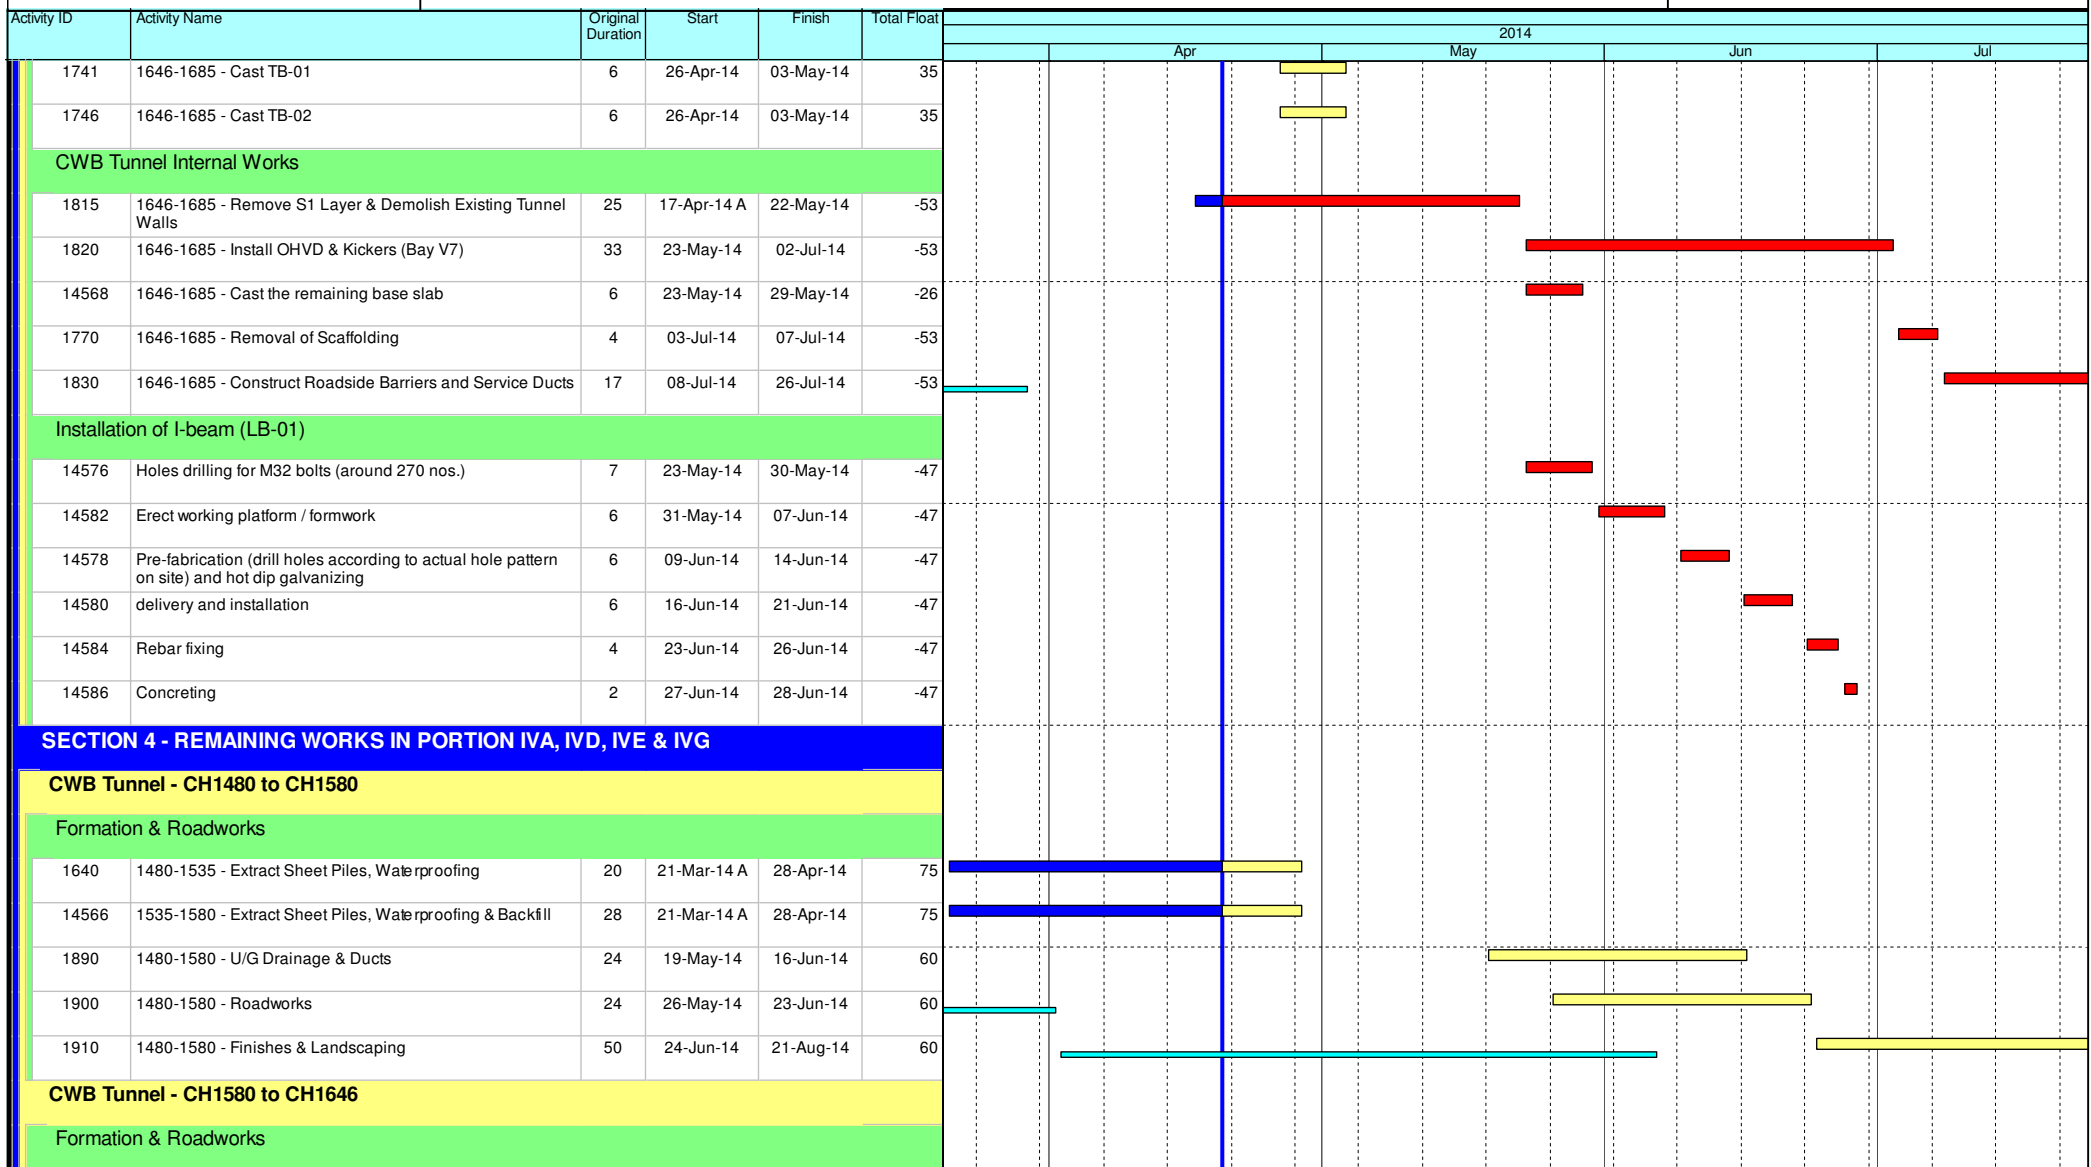 Activity ID Activity Name Original Duration Start Finish Total Float
2014
Apr May Jun Jul
1741 1646-1685 - Cast TB-01 6 26-Apr-14 03-May-14 35
1746 1646-1685 - Cast TB-02 6 26-Apr-14 03-May-14 35
CWB Tunnel Internal Works
1815 1646-1685 - Remove S1 Layer & Demolish Existing Tunnel Walls 25 17-Apr-14 A 22-May-14 -53
1820 1646-1685 - Install OHVD & Kickers (Bay V7) 33 23-May-14 02-Jul-14 -53
14568 1646-1685 - Cast the remaining base slab 6 23-May-14 29-May-14 -26
1770 1646-1685 - Removal of Scaffolding 4 03-Jul-14 07-Jul-14 -53
1830 1646-1685 - Construct Roadside Barriers and Service Ducts 17 08-Jul-14 26-Jul-14 -53
Installation of I-beam (LB-01)
14576 Holes drilling for M32 bolts (around 270 nos.) 7 23-May-14 30-May-14 -47
14582 Erect working platform / formwork 6 31-May-14 07-Jun-14 -47
14578 Pre-fabrication (drill holes according to actual hole pattern on site) and hot dip galvanizing 6 09-Jun-14 14-Jun-14 -47
14580 delivery and installation 6 16-Jun-14 21-Jun-14 -47
14584 Rebar fixing 4 23-Jun-14 26-Jun-14 -47
14586 Concreting 2 27-Jun-14 28-Jun-14 -47
SECTION 4 - REMAINING WORKS IN PORTION IVA, IVD, IVE & IVG
CWB Tunnel - CH1480 to CH1580
Formation & Roadworks
1640 1480-1535 - Extract Sheet Piles, Waterproofing 20 21-Mar-14 A 28-Apr-14 75
14566 1535-1580 - Extract Sheet Piles, Waterproofing & Backfill 28 21-Mar-14 A 28-Apr-14 75
1890 1480-1580 - U/G Drainage & Ducts 24 19-May-14 16-Jun-14 60
1900 1480-1580 - Roadworks 24 26-May-14 23-Jun-14 60
1910 1480-1580 - Finishes & Landscaping 50 24-Jun-14 21-Aug-14 60
CWB Tunnel - CH1580 to CH1646
Formation & Roadworks